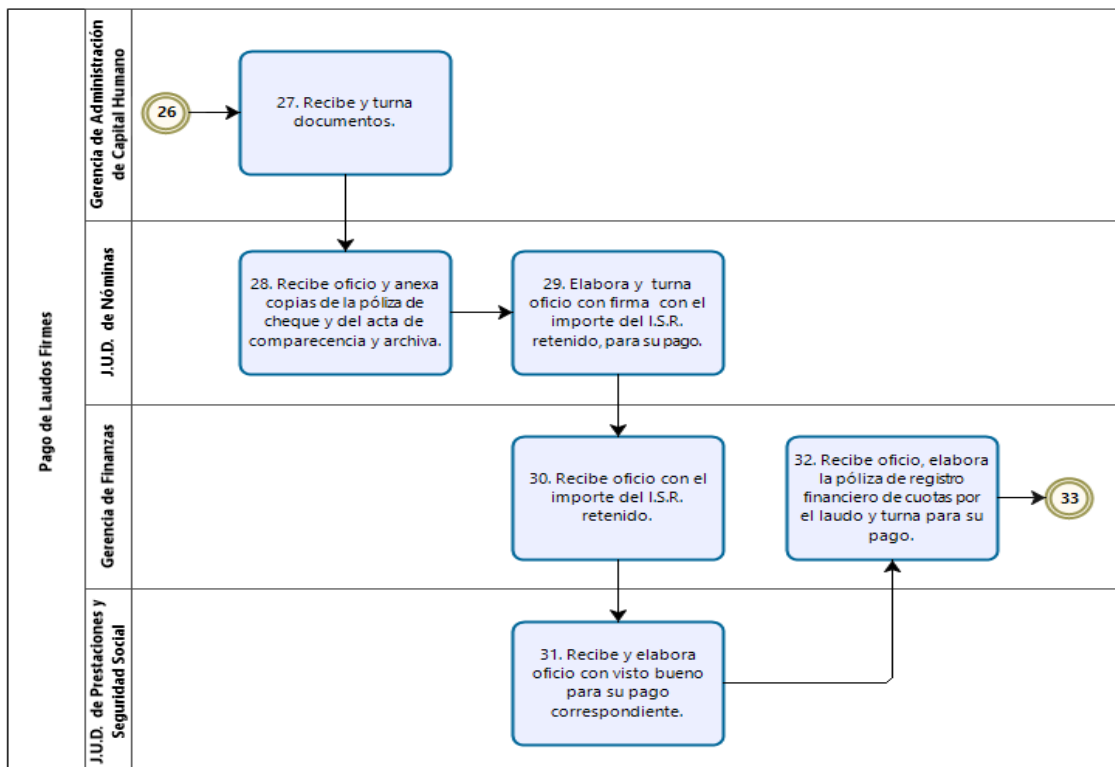 Pago de Laudos Firmes
Gerencia de Administración
de Capital Humano
26
27. Recibe y turna
documentos.
J.U.D. de Nóminas
28. Recibe oficio y anexa
copias de la póliza de
cheque y del acta de
comparecencia y archiva.
29. Elabora y turna
oficio con firma con el
importe del I.S.R.
retenido, para su pago.
Gerencia de Finanzas
30. Recibe oficio con el
importe del I.S.R.
retenido.
32. Recibe oficio, elabora
la póliza de registro
financiero de cuotas por
el laudo y turna para su
pago.
33
J.U.D. de Prestaciones y
Seguridad Social
31. Recibe y elabora
oficio con visto bueno
para su pago
correspondiente.